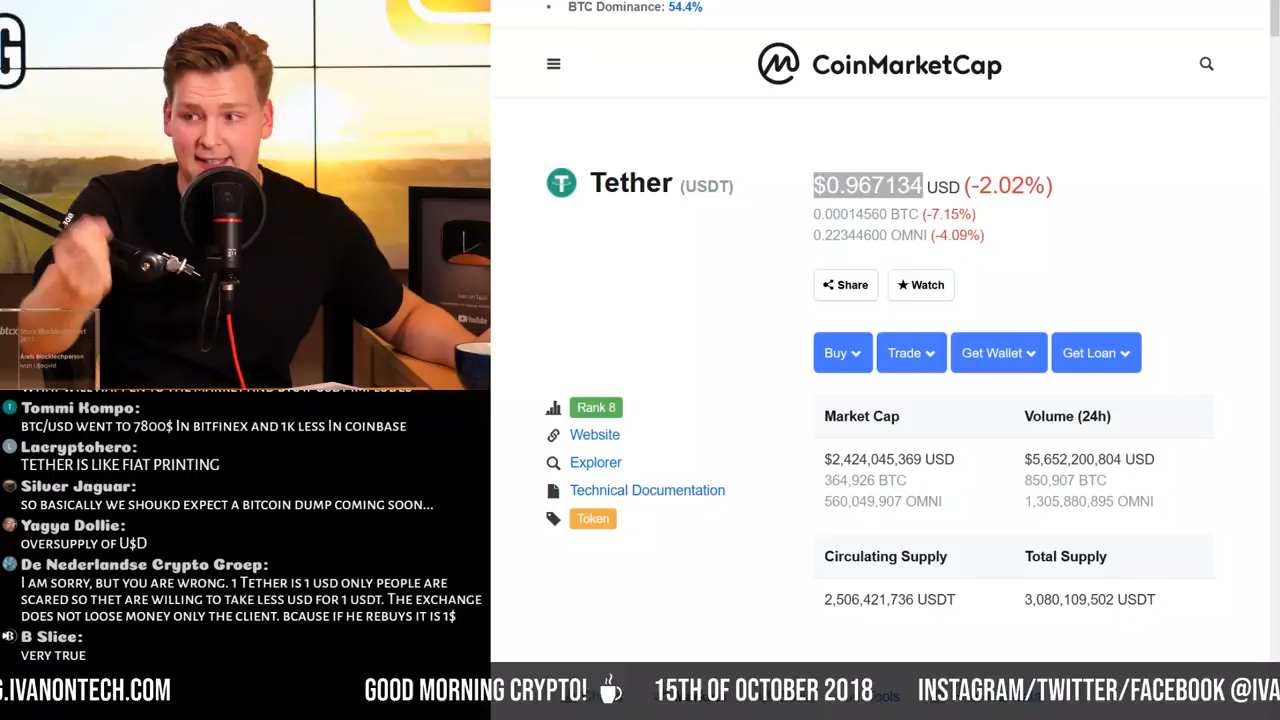 BTC Dominance: 54.4%
CoinMarketCap
Tether (USDT)
$0.967134 USD (-2.02%)
0.00014560 BTC (-7.15%)
0.22344600 OMNI (-4.09%)
Share
Watch
Buy
Trade
Get Wallet
Get Loan
Rank 8
Website
Explorer
Technical Documentation
Token
Market Cap
Volume (24h)
$2,424,045,369 USD
$5,652,200,804 USD
364,926 BTC
850,907 BTC
560,049,907 OMNI
1,305,880,895 OMNI
Circulating Supply
Total Supply
2,506,421,736 USDT
3,080,109,502 USDT
G
btcx
Årets Blocktechperson
ivan liljeqvist
YouTube
Tommi Kompo:
BTC/USD WENT TO 7800$ IN BITFINEX AND 1K LESS IN COINBASE
Lacryptohero:
TETHER IS LIKE FIAT PRINTING
Silver Jaguar:
SO BASICALLY WE SHOUKD EXPECT A BITCOIN DUMP COMING SOON...
Yagya Dollie:
OVERSUPPLY OF U$D
De Nederlandse Crypto Groep:
I AM SORRY, BUT YOU ARE WRONG. 1 TETHER IS 1 USD ONLY PEOPLE ARE
SCARED SO THET ARE WILLING TO TAKE LESS USD FOR 1 USDT. THE EXCHANGE
DOES NOT LOOSE MONEY ONLY THE CLIENT. BCAUSE IF HE REBUYS IT IS 1$
B Slice:
VERY TRUE
G.IVANONTECH.COM GOOD MORNING CRYPTO! 15TH OF OCTOBER 2018 INSTAGRAM/TWITTER/FACEBOOK @IVA